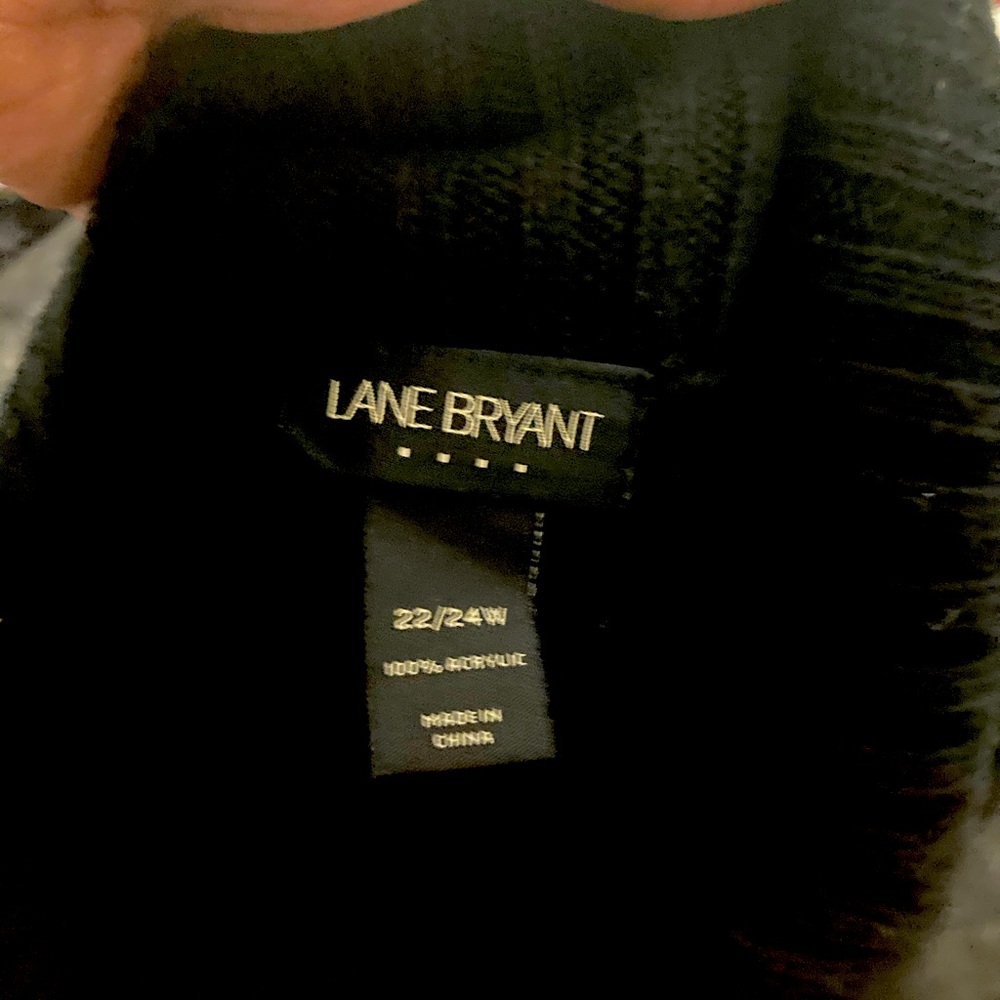 LANE BRYANT
22/24W
100% ACRYLIC
MADE IN
CHINA